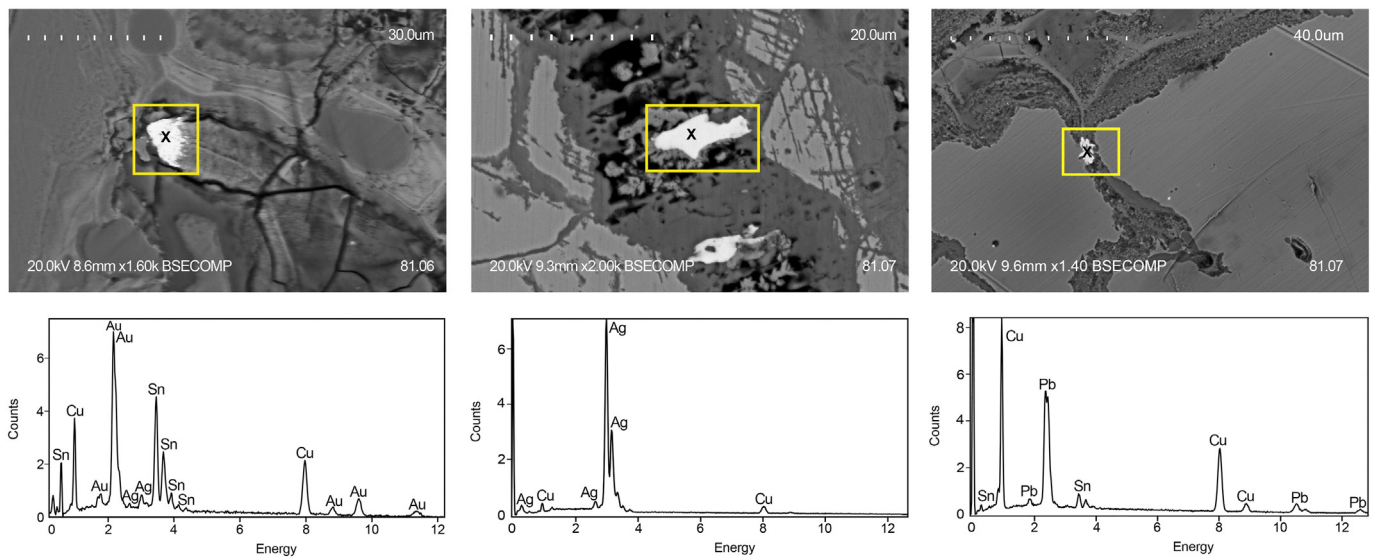 30.0um
X
20.0kV 8.6mm x1.60k BSECOMP 81.06
20.0um
X
20.0kV 9.3mm x2.00k BSECOMP 81.07
40.0um
X
20.0kV 9.6mm x1.40 BSECOMP 81.07
Counts
6
4
2
0
Sn
Cu
Au
Au
Au
Ag
Ag
Sn
Sn
Sn
Sn
Cu
Au
Au
Au
0 2 4 6 8 10 12
Energy
Counts
6
4
2
0
Ag
Cu
Ag
Ag
Ag
Cu
0 2 4 6 8 10 12
Energy
Counts
8
6
4
2
0
Sn
Cu
Pb
Pb
Sn
Cu
Cu
Pb
Pb
0 2 4 6 8 10 12
Energy